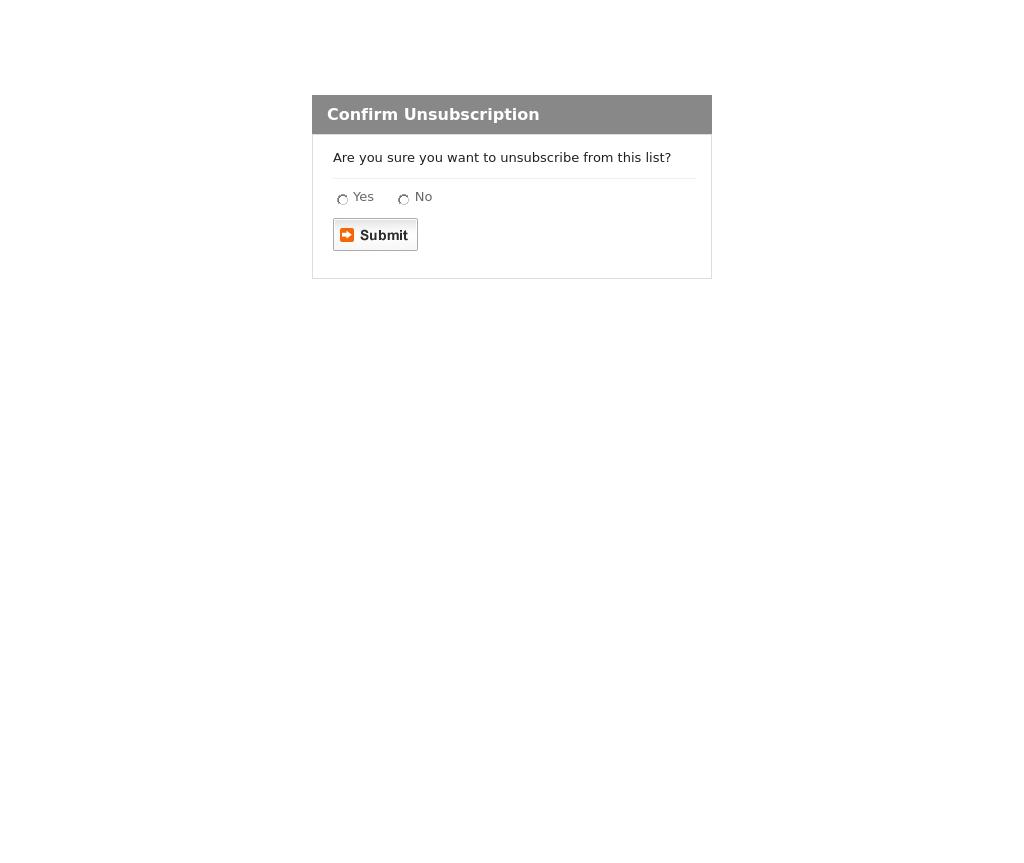 Confirm Unsubscription
Are you sure you want to unsubscribe from this list?
Yes No
Submit